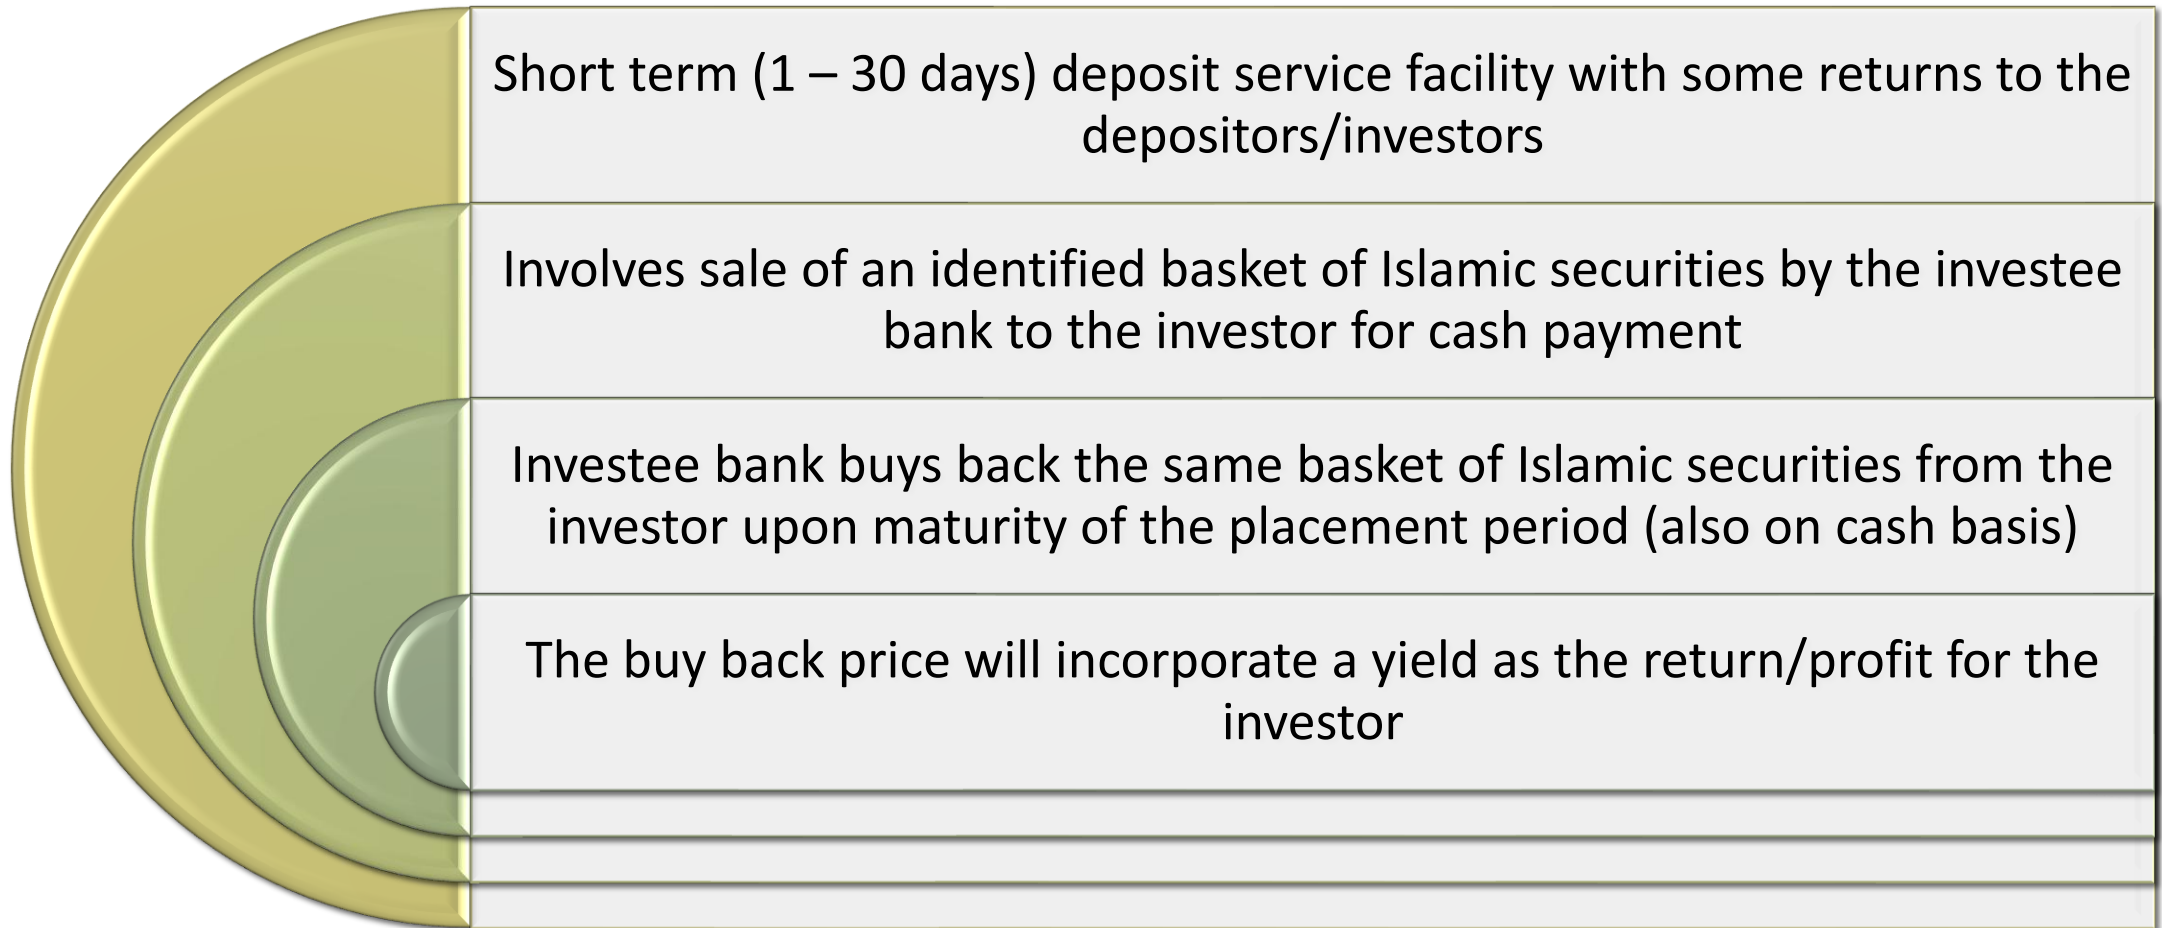 Short term (1 – 30 days) deposit service facility with some returns to the
depositors/investors
Involves sale of an identified basket of Islamic securities by the investee
bank to the investor for cash payment
Investee bank buys back the same basket of Islamic securities from the
investor upon maturity of the placement period (also on cash basis)
The buy back price will incorporate a yield as the return/profit for the
investor